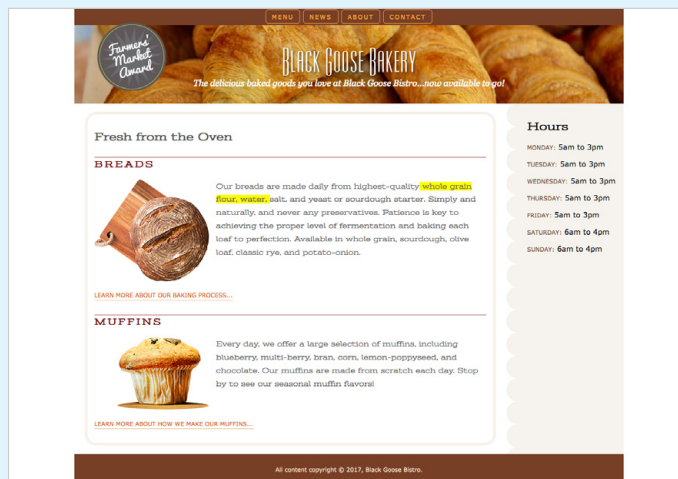 MENU NEWS ABOUT CONTACT
Farmers'
Market
Award
BLACK GOOSE BAKERY
The delicious baked goods you love at Black Goose Bistro...now available to go!
Fresh from the Oven
BREADS
Our breads are made daily from highest-quality whole grain
flour, water, salt, and yeast or sourdough starter. Simply and
naturally, and never any preservatives. Patience is key to
achieving the proper level of fermentation and baking each
loaf to perfection. Available in whole grain, sourdough, olive
loaf, classic rye, and potato-onion.
LEARN MORE ABOUT OUR BAKING PROCESS...
MUFFINS
Every day, we offer a large selection of muffins, including
blueberry, multi-berry, bran, corn, lemon-poppyseed, and
chocolate. Our muffins are made from scratch each day. Stop
by to see our seasonal muffin flavors!
LEARN MORE ABOUT HOW WE MAKE OUR MUFFINS...
Hours
MONDAY: 5am to 3pm
TUESDAY: 5am to 3pm
WEDNESDAY: 5am to 3pm
THURSDAY: 5am to 3pm
FRIDAY: 5am to 3pm
SATURDAY: 6am to 4pm
SUNDAY: 6am to 4pm
All content copyright © 2017, Black Goose Bistro.